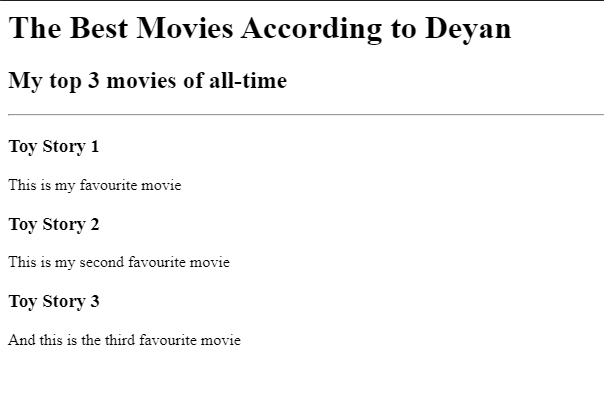 The Best Movies According to Deyan
My top 3 movies of all-time
Toy Story 1
This is my favourite movie
Toy Story 2
This is my second favourite movie
Toy Story 3
And this is the third favourite movie